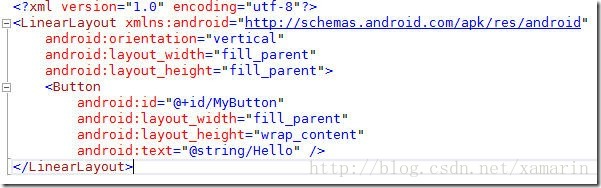 <?xml version="1.0" encoding="utf-8"?>
<LinearLayout xmlns:android="http://schemas.android.com/apk/res/android"
    android:orientation="vertical"
    android:layout_width="fill_parent"
    android:layout_height="fill_parent">
    <Button
        android:id="@+id/MyButton"
        android:layout_width="fill_parent"
        android:layout_height="wrap_content"
        android:text="@string/Hello" />
</LinearLayout>
http://blog.csdn.net/xamarin